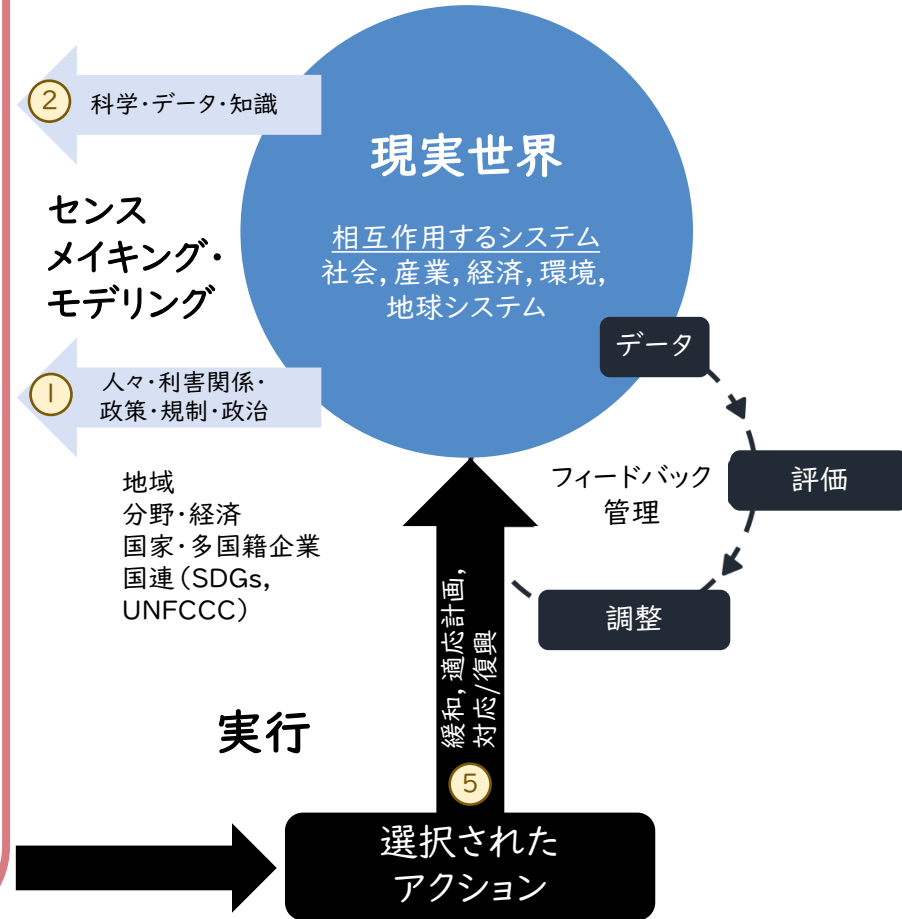 2
科学・データ・知識
現実世界
相互作用するシステム
社会, 産業, 経済, 環境,
地球システム
センス
メイキング・
モデリング
データ
1
人々・利害関係・
政策・規制・政治
地域
分野・経済
国家・多国籍企業
国連(SDGs,
UNFCCC)
フィードバック
管理
評価
調整
緩和, 適応計画,
対応/復興
実行
5
選択された
アクション